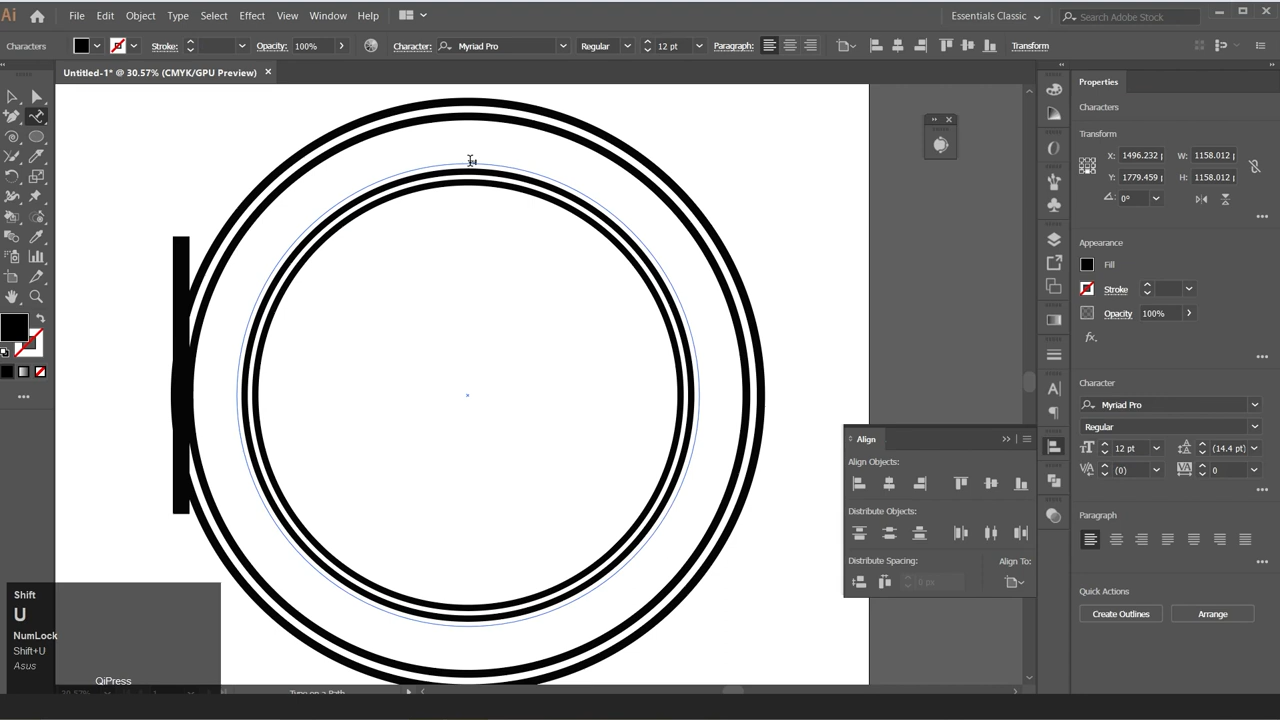 Ai File Edit Object Type Select Effect View Window Help Essentials Classic Search Adobe Stock
Characters Stroke: Opacity: 100% Character: Myriad Pro Regular 12 pt Paragraph: Transform
Untitled-1* @ 30.57% (CMYK/GPU Preview)
Properties
Characters
Transform
X: 1496.232 W: 1158.012
Y: 1779.459 H: 1158.012
0°
Appearance
Fill
Stroke
Opacity 100%
fx.
Character
Myriad Pro
Regular
12 pt (14.4 pt)
(0) 0
Paragraph
Quick Actions
Create Outlines Arrange
Align
Align Objects:
Distribute Objects:
Distribute Spacing: Align To:
0 px
Shift
U
NumLock
Shift+U
Asus
QiPress
30.57% 1 Type on a Path